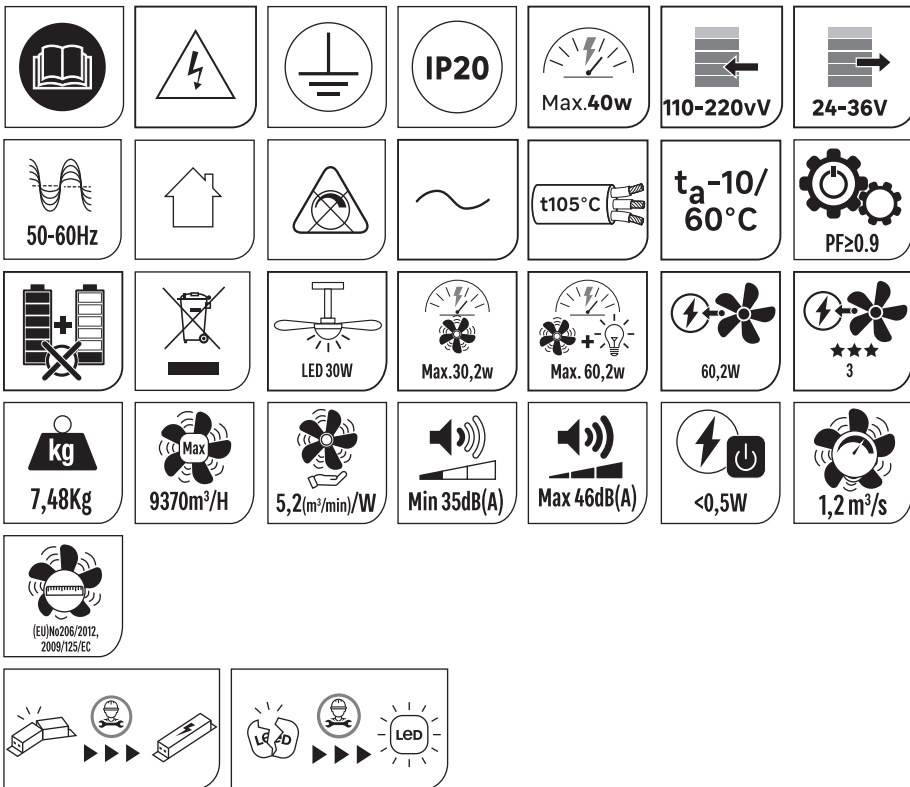 IP20
Max.40w
110-220vV
24-36V
50-60Hz
t105°C
ta-10/
60°C
PF≥0.9
LED 30W
Max.30,2w
Max. 60,2w
60,2W
3
kg
7,48Kg
Max
9370m³/H
5,2(m³/min)/W
Min 35dB(A)
Max 46dB(A)
<0,5W
1,2 m³/s
(EU)No206/2012,
2009/125/EC
LED
LED